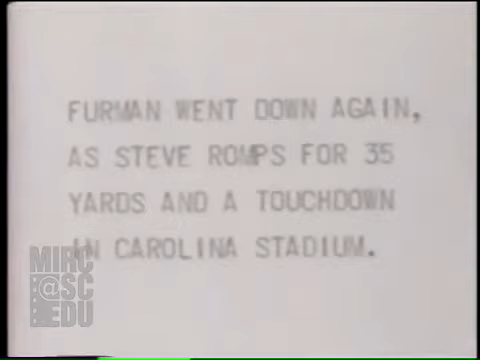 FURMAN WENT DOWN AGAIN,
AS STEVE ROMPS FOR 35
YARDS AND A TOUCHDOWN
IN CAROLINA STADIUM.
MIRC
@SC
EDU